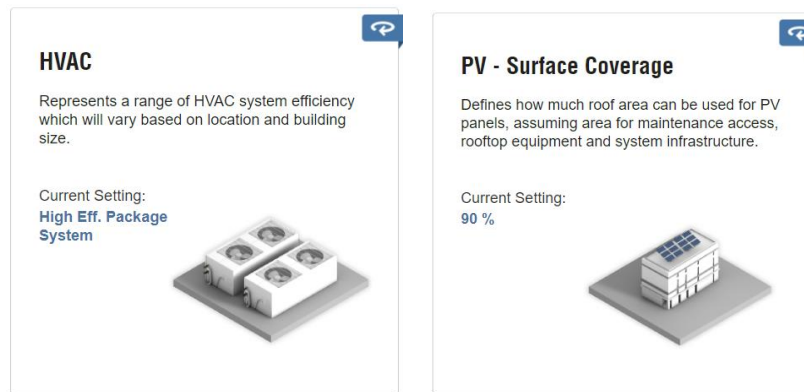 HVAC
Represents a range of HVAC system efficiency
which will vary based on location and building
size.
Current Setting:
High Eff. Package
System
PV - Surface Coverage
Defines how much roof area can be used for PV
panels, assuming area for maintenance access,
rooftop equipment and system infrastructure.
Current Setting:
90 %